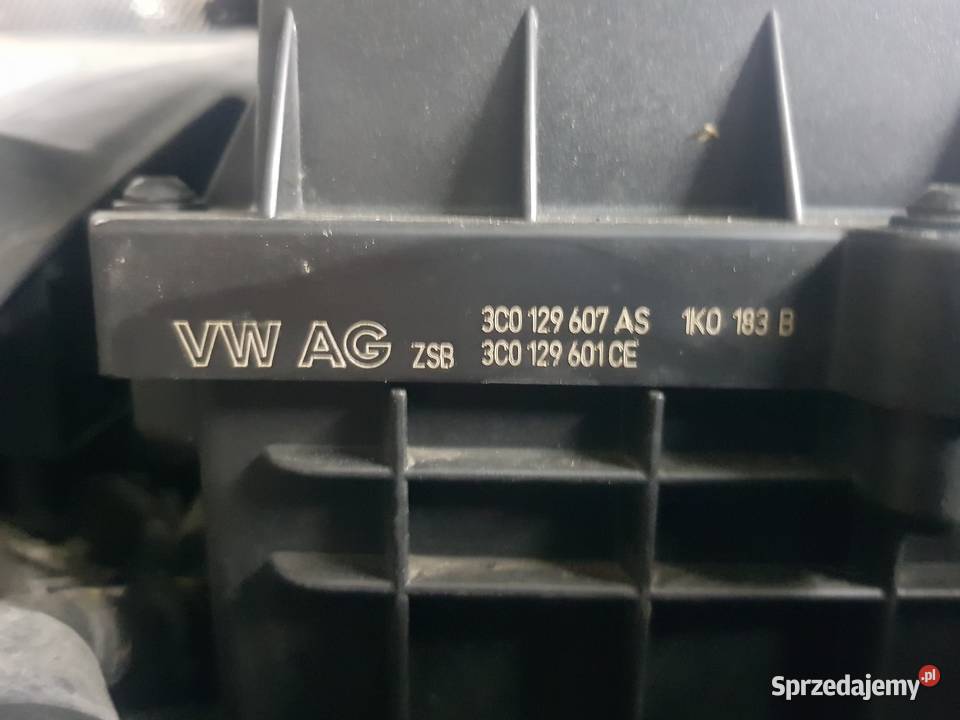 VW AG ZSB 3C0 129 607 AS 1K0 183 B
3C0 129 601 CE
Sprzedajemy.pl